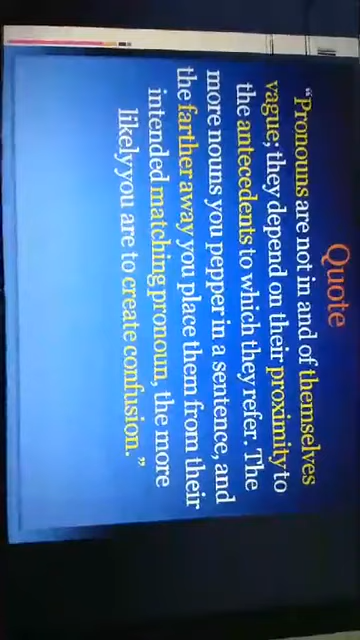 Quote
“Pronouns are not in and of themselves
vague; they depend on their proximity to
the antecedents to which they refer. The
more nouns you pepper in a sentence, and
the farther away you place them from their
intended matching pronoun, the more
likely you are to create confusion.”